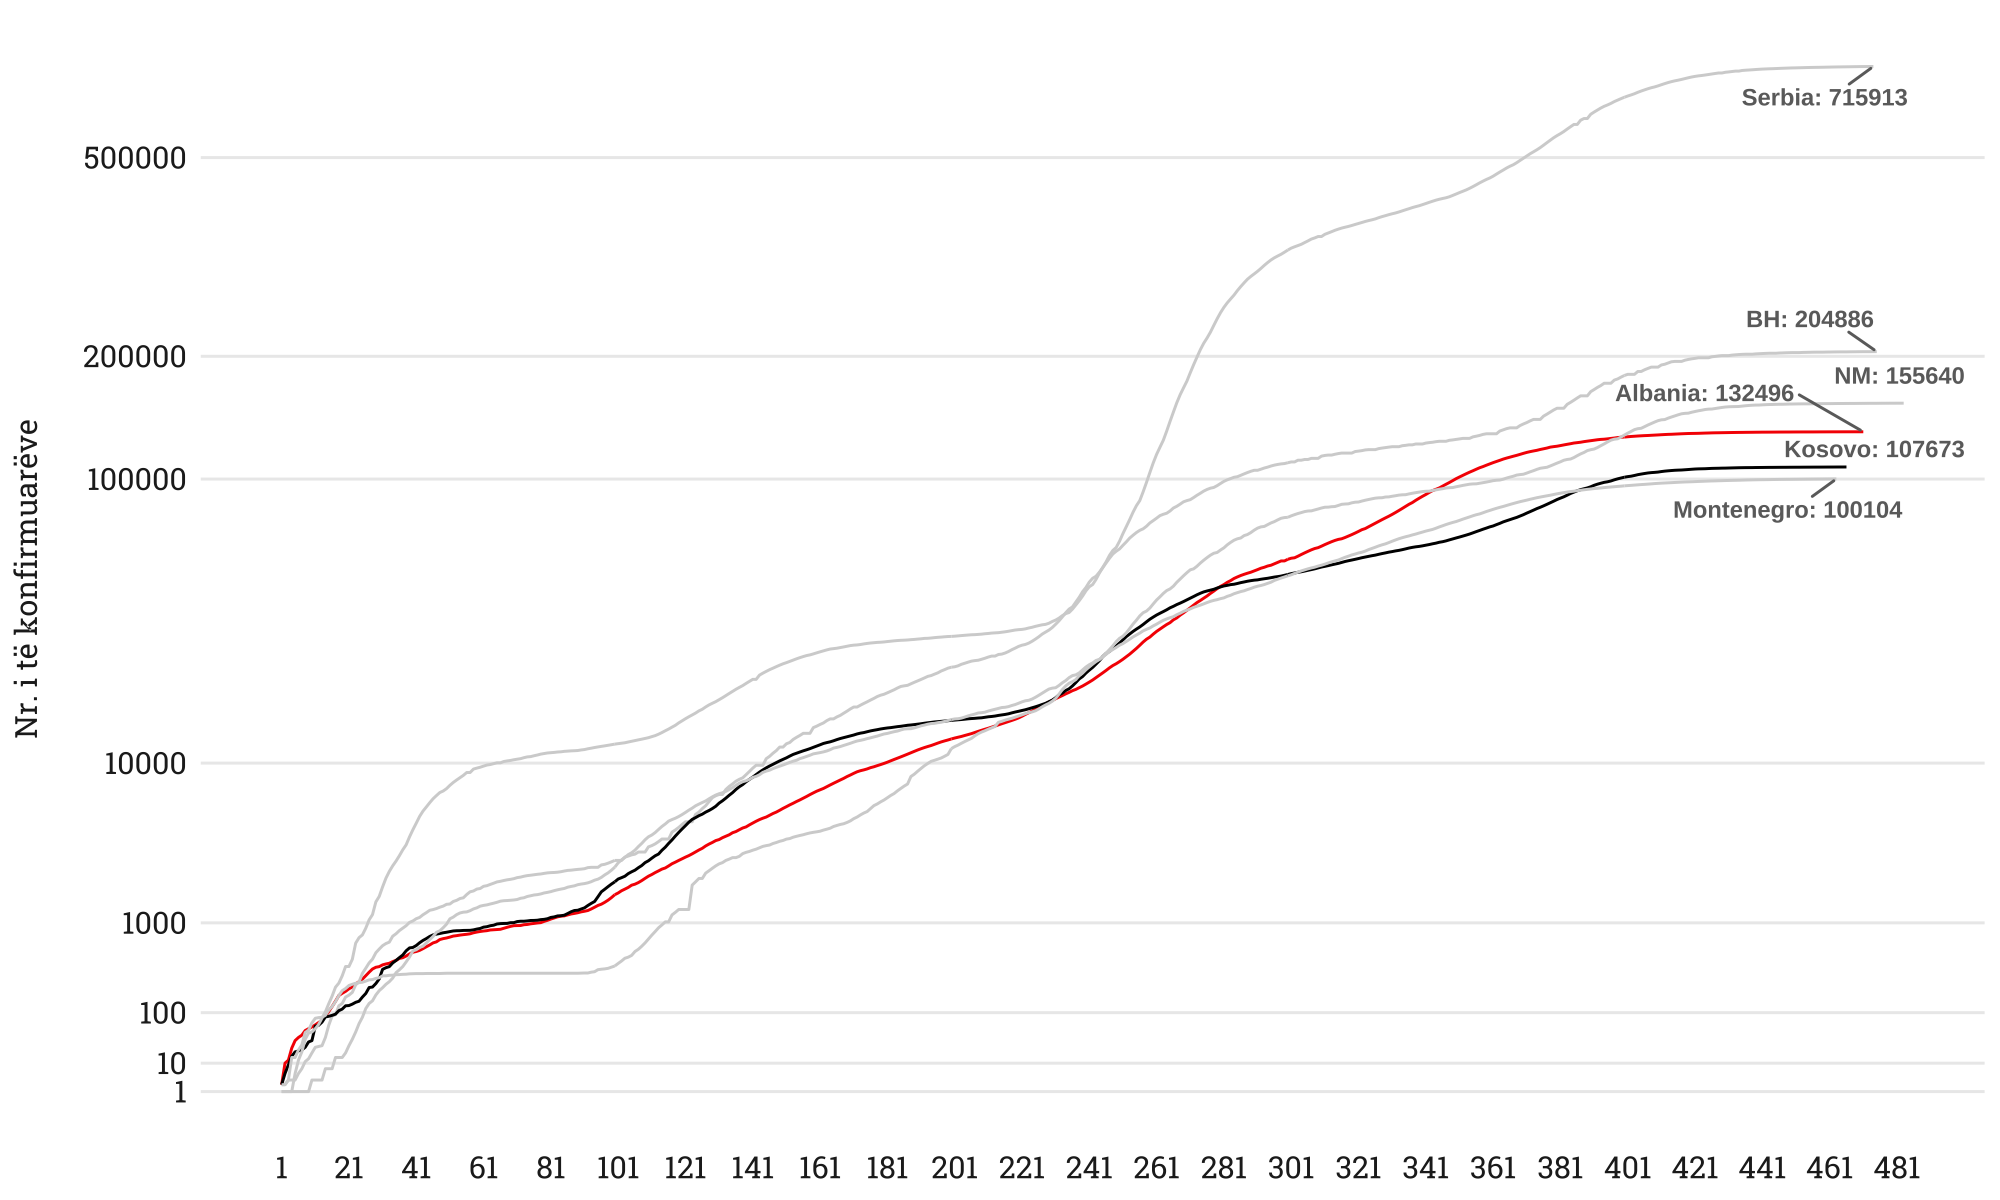 Serbia: 715913
500000
BH: 204886
200000
NM: 155640
Albania: 132496
Kosovo: 107673
100000
Montenegro: 100104
Nr. i të konfirmuarëve
10000
1000
100
10
1
1 21 41 61 81 101 121 141 161 181 201 221 241 261 281 301 321 341 361 381 401 421 441 461 481